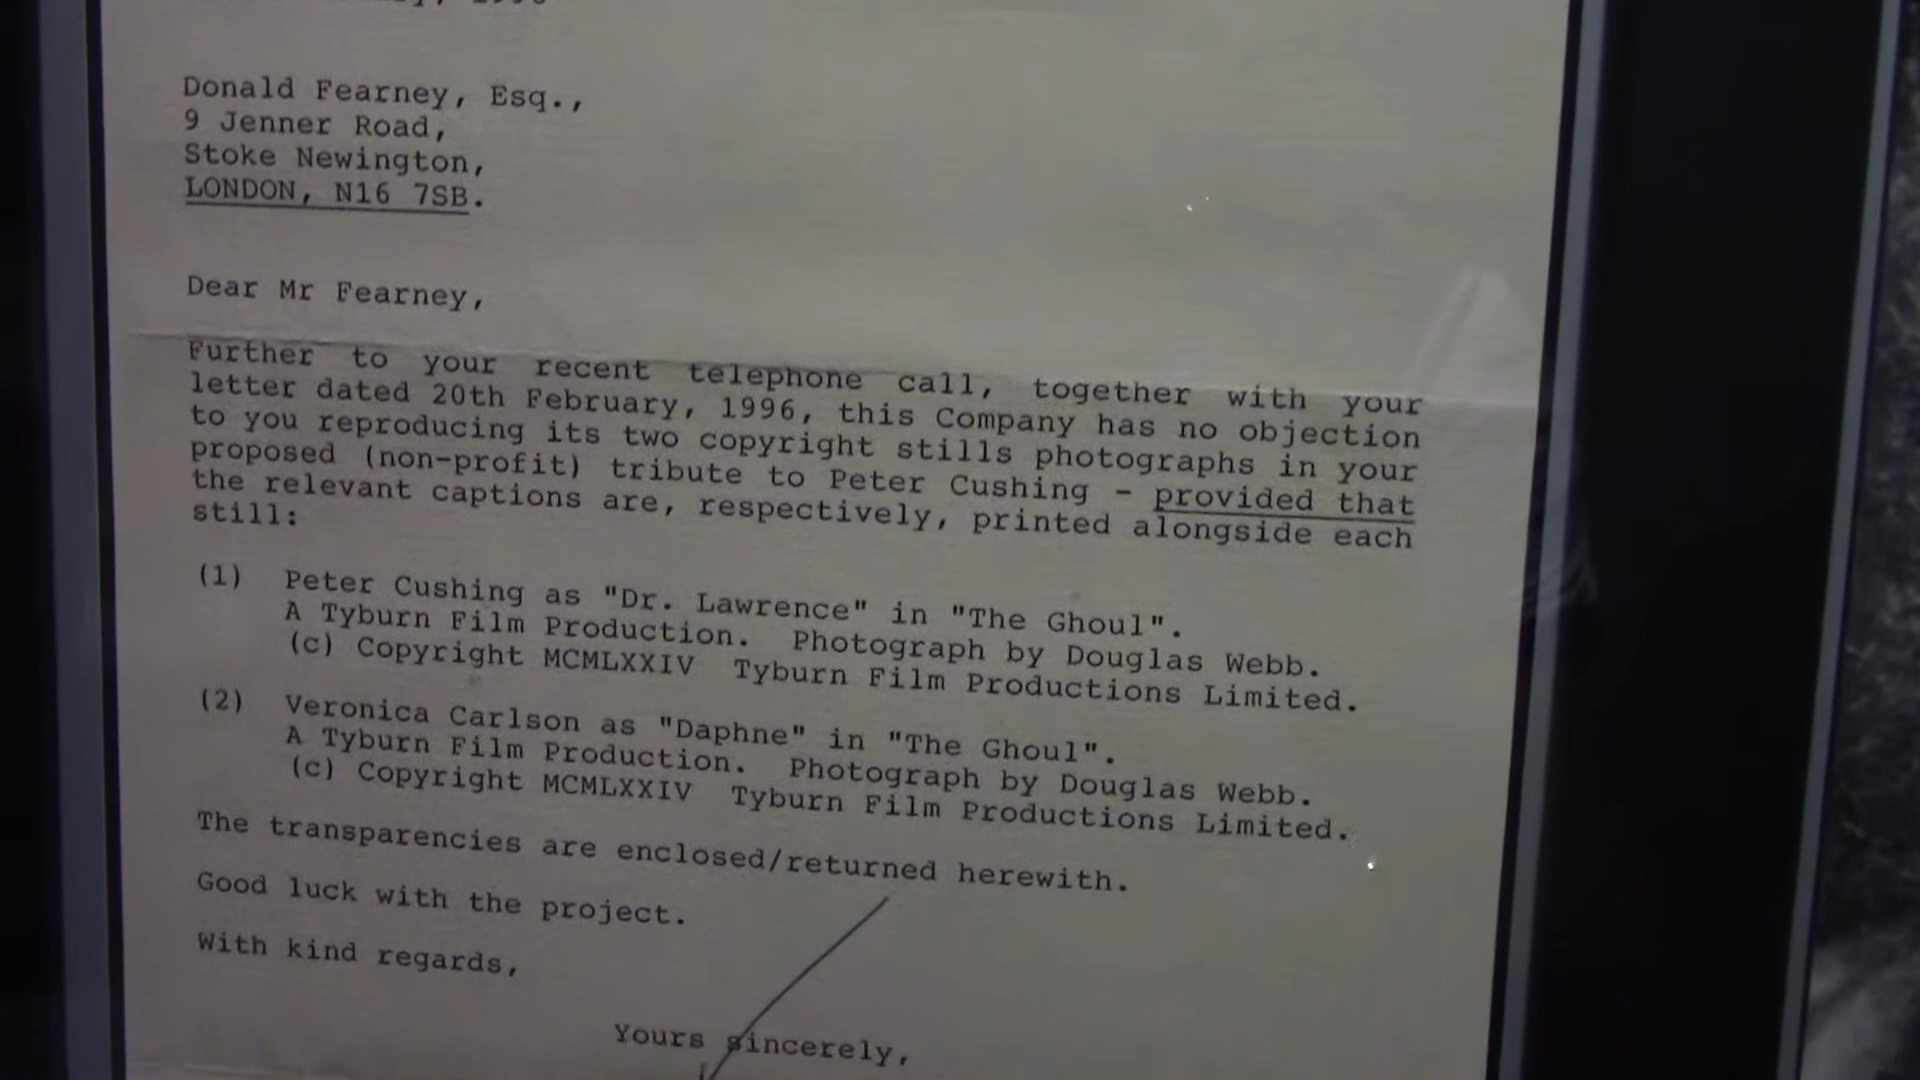 Donald Fearney, Esq.,
9 Jenner Road,
Stoke Newington,
LONDON, N16 7SB.
Dear Mr Fearney,
Further to your recent telephone call, together with your
letter dated 20th February, 1996, this Company has no objection
to you reproducing its two copyright stills photographs in your
proposed (non-profit) tribute to Peter Cushing - provided that
the relevant captions are, respectively, printed alongside each
still:
(1) Peter Cushing as "Dr. Lawrence" in "The Ghoul".
A Tyburn Film Production. Photograph by Douglas Webb.
(c) Copyright MCMLXXIV Tyburn Film Productions Limited.
(2) Veronica Carlson as "Daphne" in "The Ghoul".
A Tyburn Film Production. Photograph by Douglas Webb.
(c) Copyright MCMLXXIV Tyburn Film Productions Limited.
The transparencies are enclosed/returned herewith.
Good luck with the project.
With kind regards,
Yours sincerely,